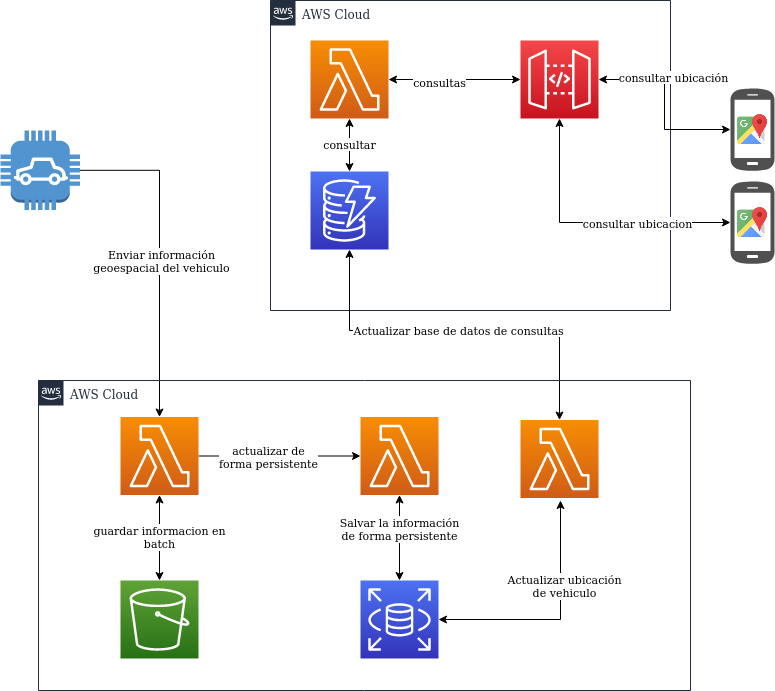 aws
AWS Cloud
consultas
consultar ubicación
consultar
G
consultar ubicacion
G
Enviar información
geoespacial del vehiculo
Actualizar base de datos de consultas
aws
AWS Cloud
actualizar de
forma persistente
guardar informacion en
batch
Salvar la información
de forma persistente
Actualizar ubicación
de vehiculo